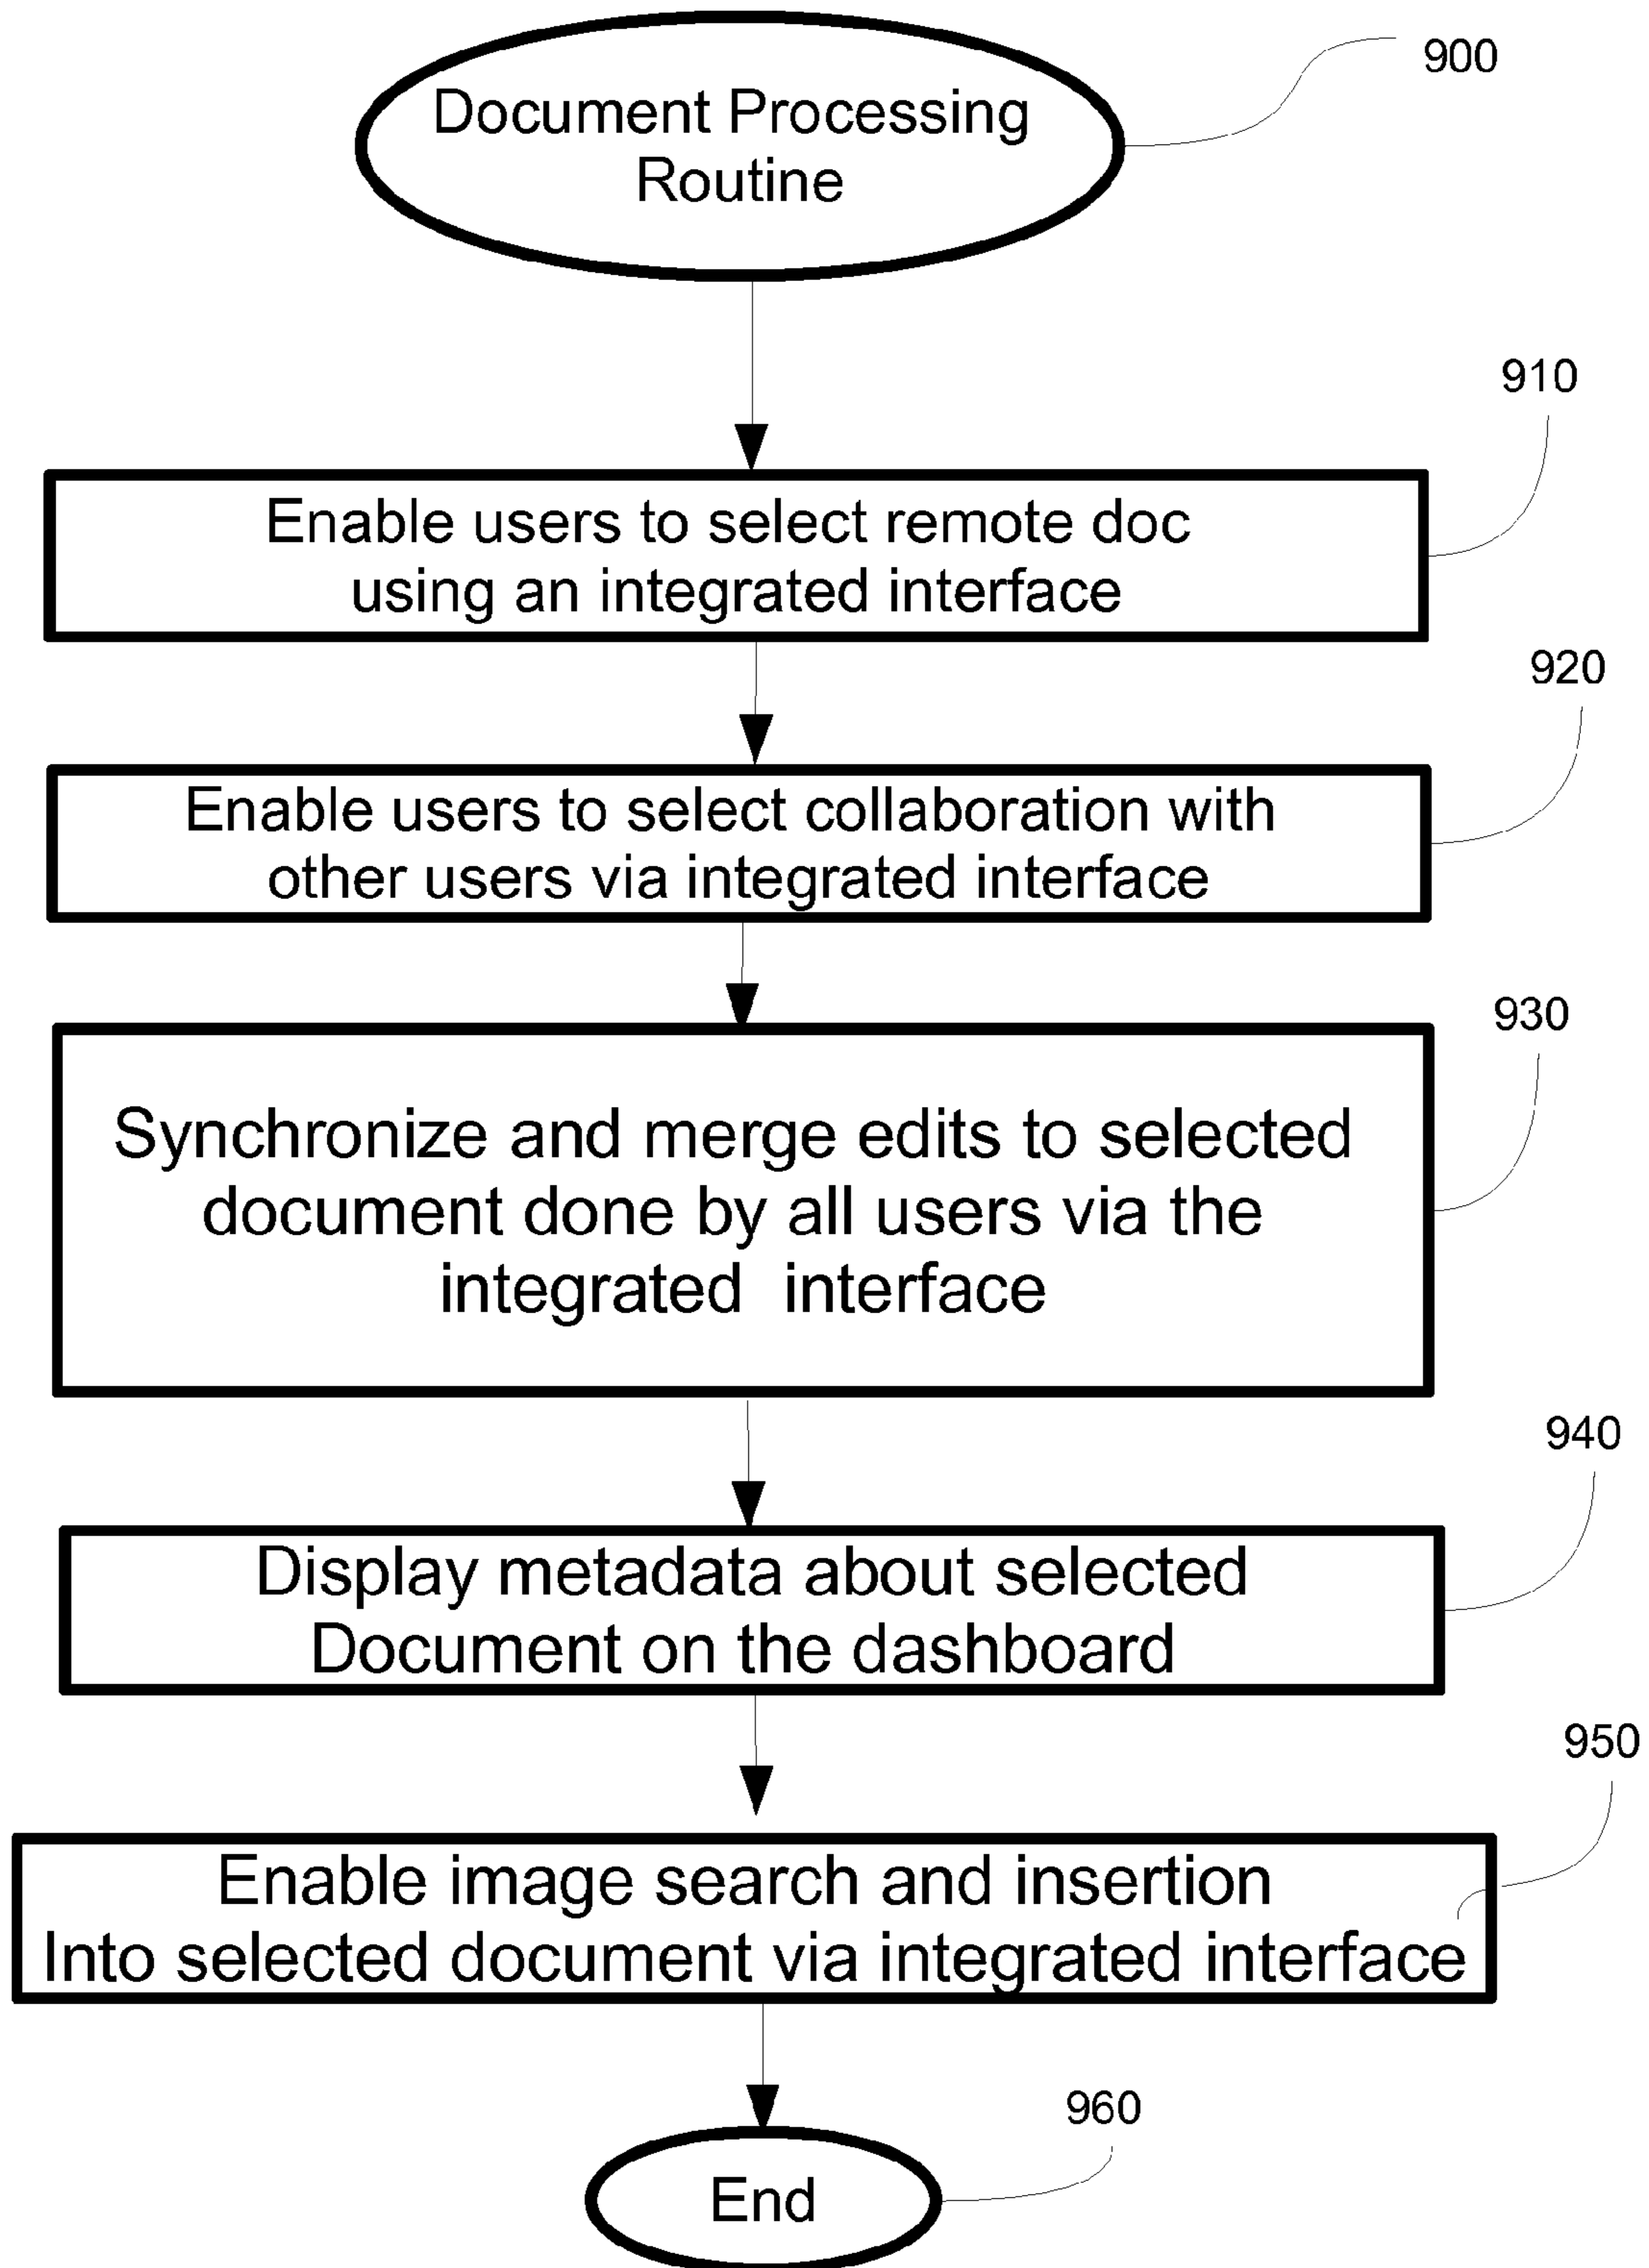 Document Processing
Routine
900
910
Enable users to select remote doc
using an integrated interface
920
Enable users to select collaboration with
other users via integrated interface
930
Synchronize and merge edits to selected
document done by all users via the
integrated interface
940
Display metadata about selected
Document on the dashboard
950
Enable image search and insertion
Into selected document via integrated interface
960
End